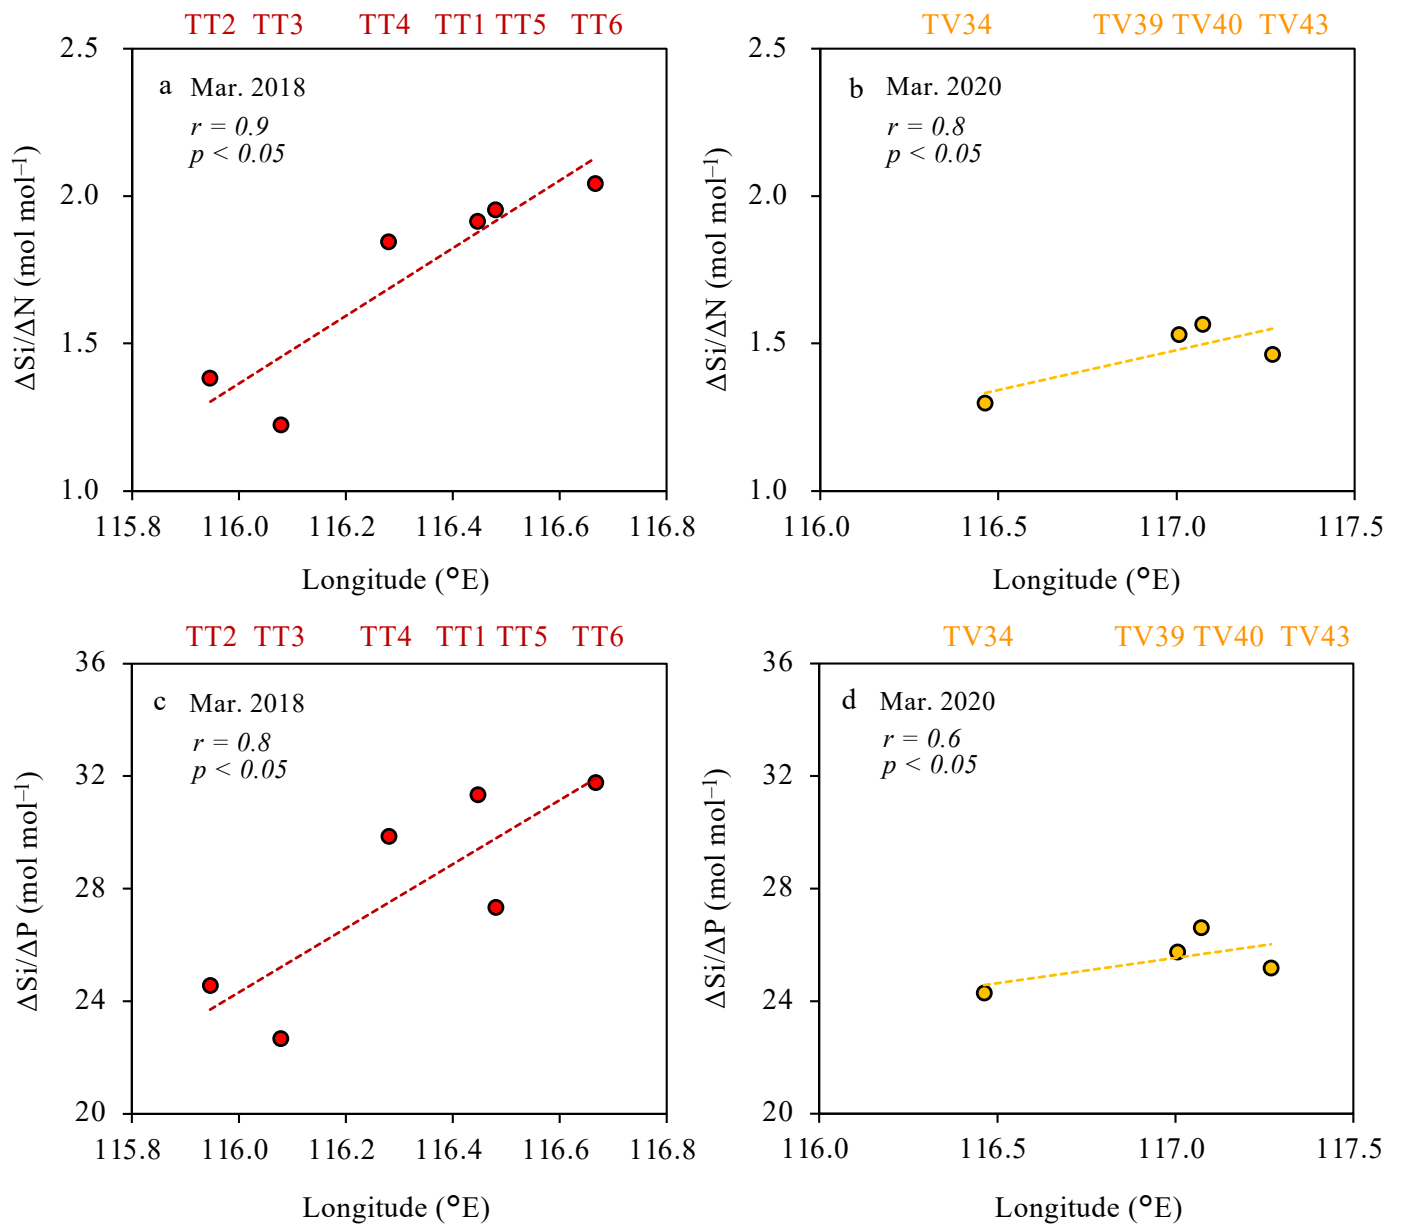 TT2 TT3 TT4 TT1 TT5 TT6
2.5
a Mar. 2018
r = 0.9
p < 0.05
2.0
1.5
1.0
ΔSi/ΔN (mol mol⁻¹)
115.8 116.0 116.2 116.4 116.6 116.8
Longitude (°E)
TV34 TV39 TV40 TV43
2.5
b Mar. 2020
r = 0.8
p < 0.05
2.0
1.5
1.0
ΔSi/ΔN (mol mol⁻¹)
116.0 116.5 117.0 117.5
Longitude (°E)
TT2 TT3 TT4 TT1 TT5 TT6
36
c Mar. 2018
r = 0.8
p < 0.05
32
28
24
20
ΔSi/ΔP (mol mol⁻¹)
115.8 116.0 116.2 116.4 116.6 116.8
Longitude (°E)
TV34 TV39 TV40 TV43
36
d Mar. 2020
r = 0.6
p < 0.05
32
28
24
20
ΔSi/ΔP (mol mol⁻¹)
116.0 116.5 117.0 117.5
Longitude (°E)